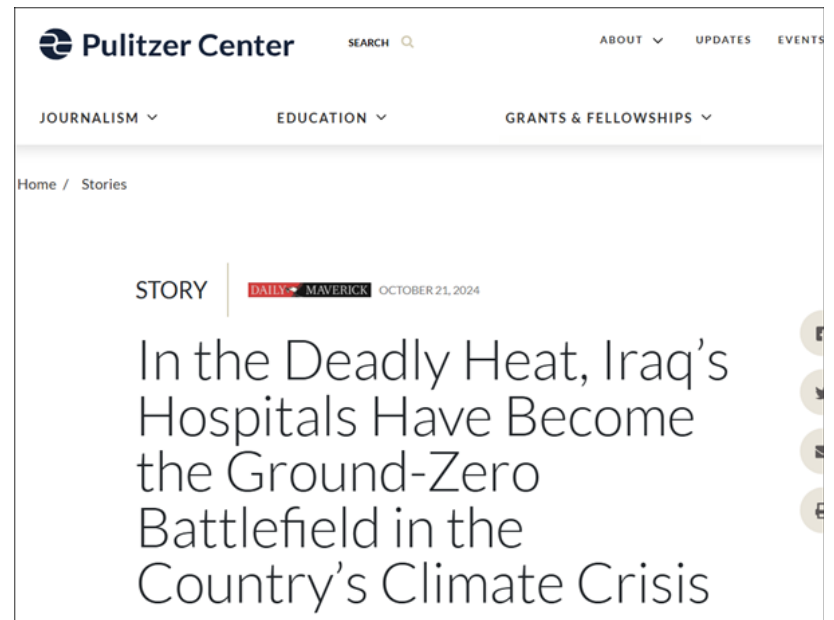 Pulitzer Center
SEARCH
ABOUT
UPDATES
EVENTS
JOURNALISM
EDUCATION
GRANTS & FELLOWSHIPS
Home / Stories
STORY
DAILY MAVERICK
OCTOBER 21, 2024
In the Deadly Heat, Iraq's
Hospitals Have Become
the Ground-Zero
Battlefield in the
Country's Climate Crisis